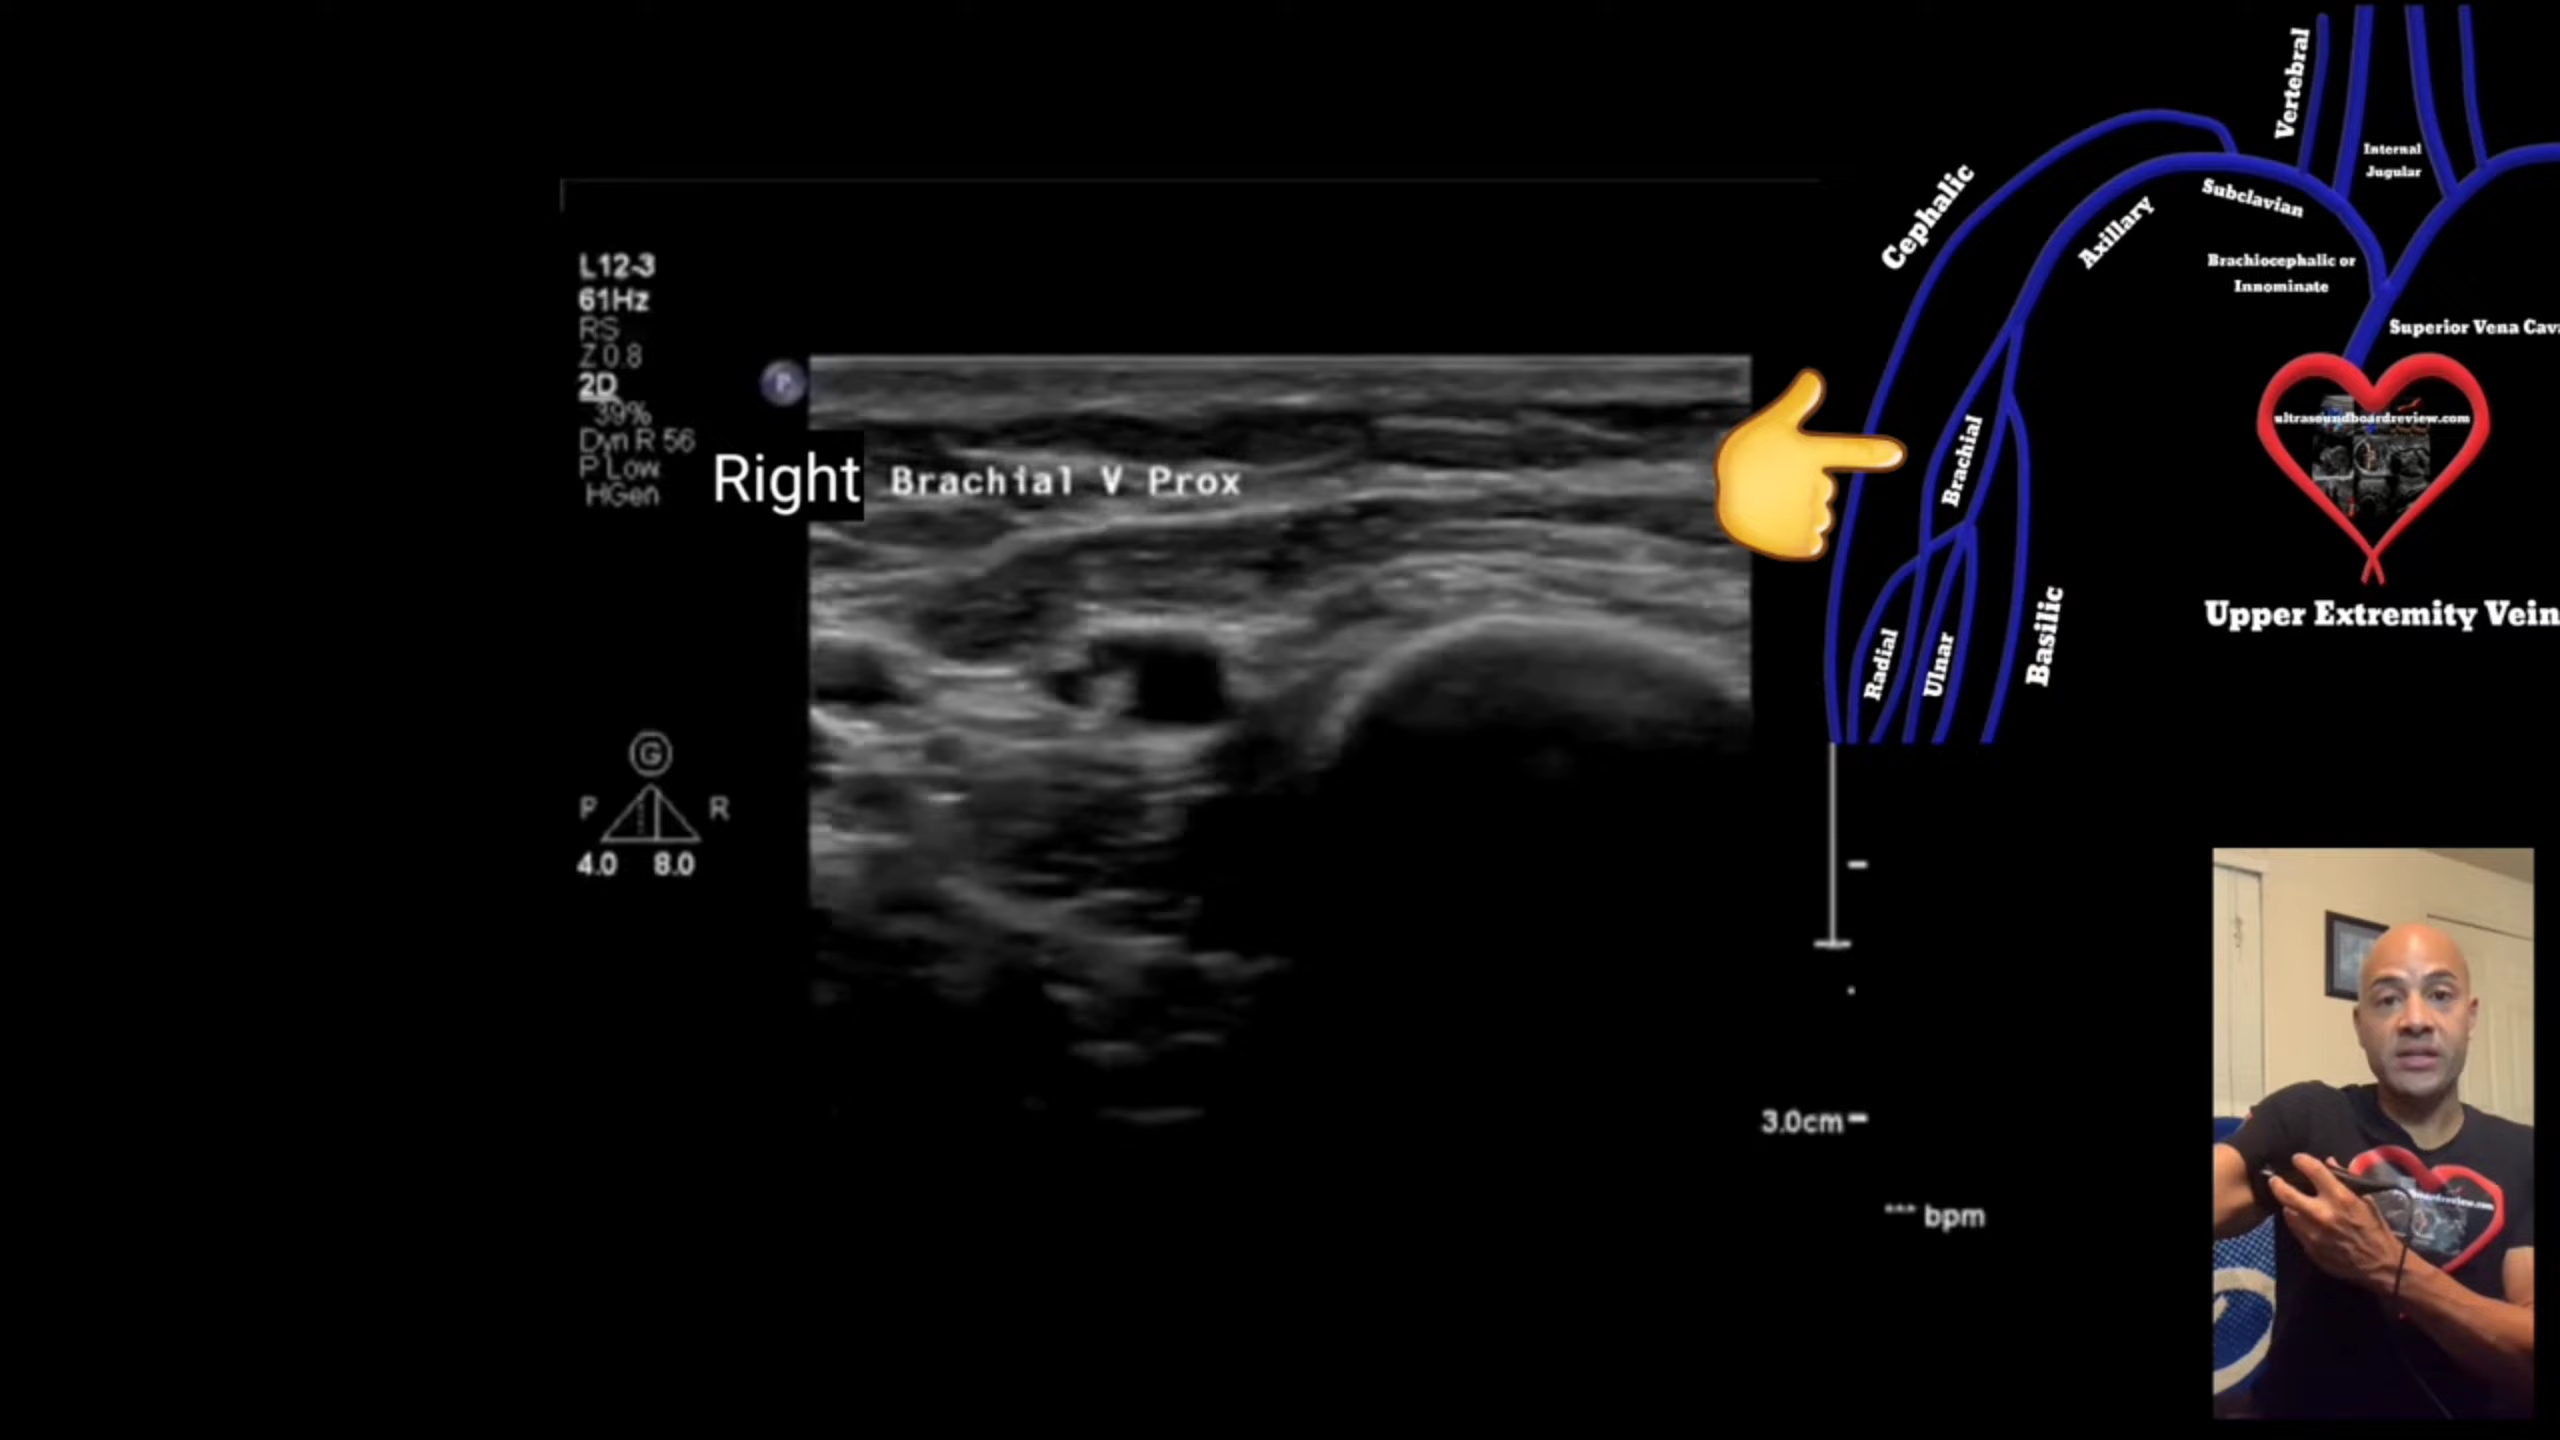 L12-3
61Hz
RS
Z 0.8
2D
39%
Dyn R 56
P Low
HGen
P
Right Brachial V Prox
G
P R
4.0 8.0
3.0cm
*** bpm
Vertebral
Internal
Jugular
Cephalic
Subclavian
Axillary
Brachiocephalic or
Innominate
Superior Vena Cav
ultrasoundboardreview.com
Brachial
Upper Extremity Vein
Radial
Ulnar
Basilic